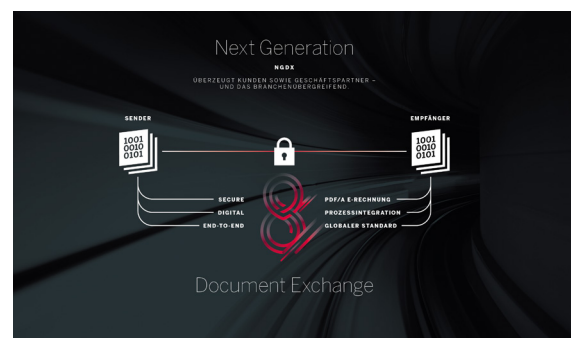 Next Generation
NGDX
ÜBERZEUGT KUNDEN SOWIE GESCHÄFTSPARTNER –
UND DAS BRANCHENÜBERGREIFEND.
SENDER
EMPFÄNGER
1001
0010
0101
1001
0010
0101
SECURE
DIGITAL
END-TO-END
PDF/A E-RECHNUNG
PROZESSINTEGRATION
GLOBALER STANDARD
Document Exchange